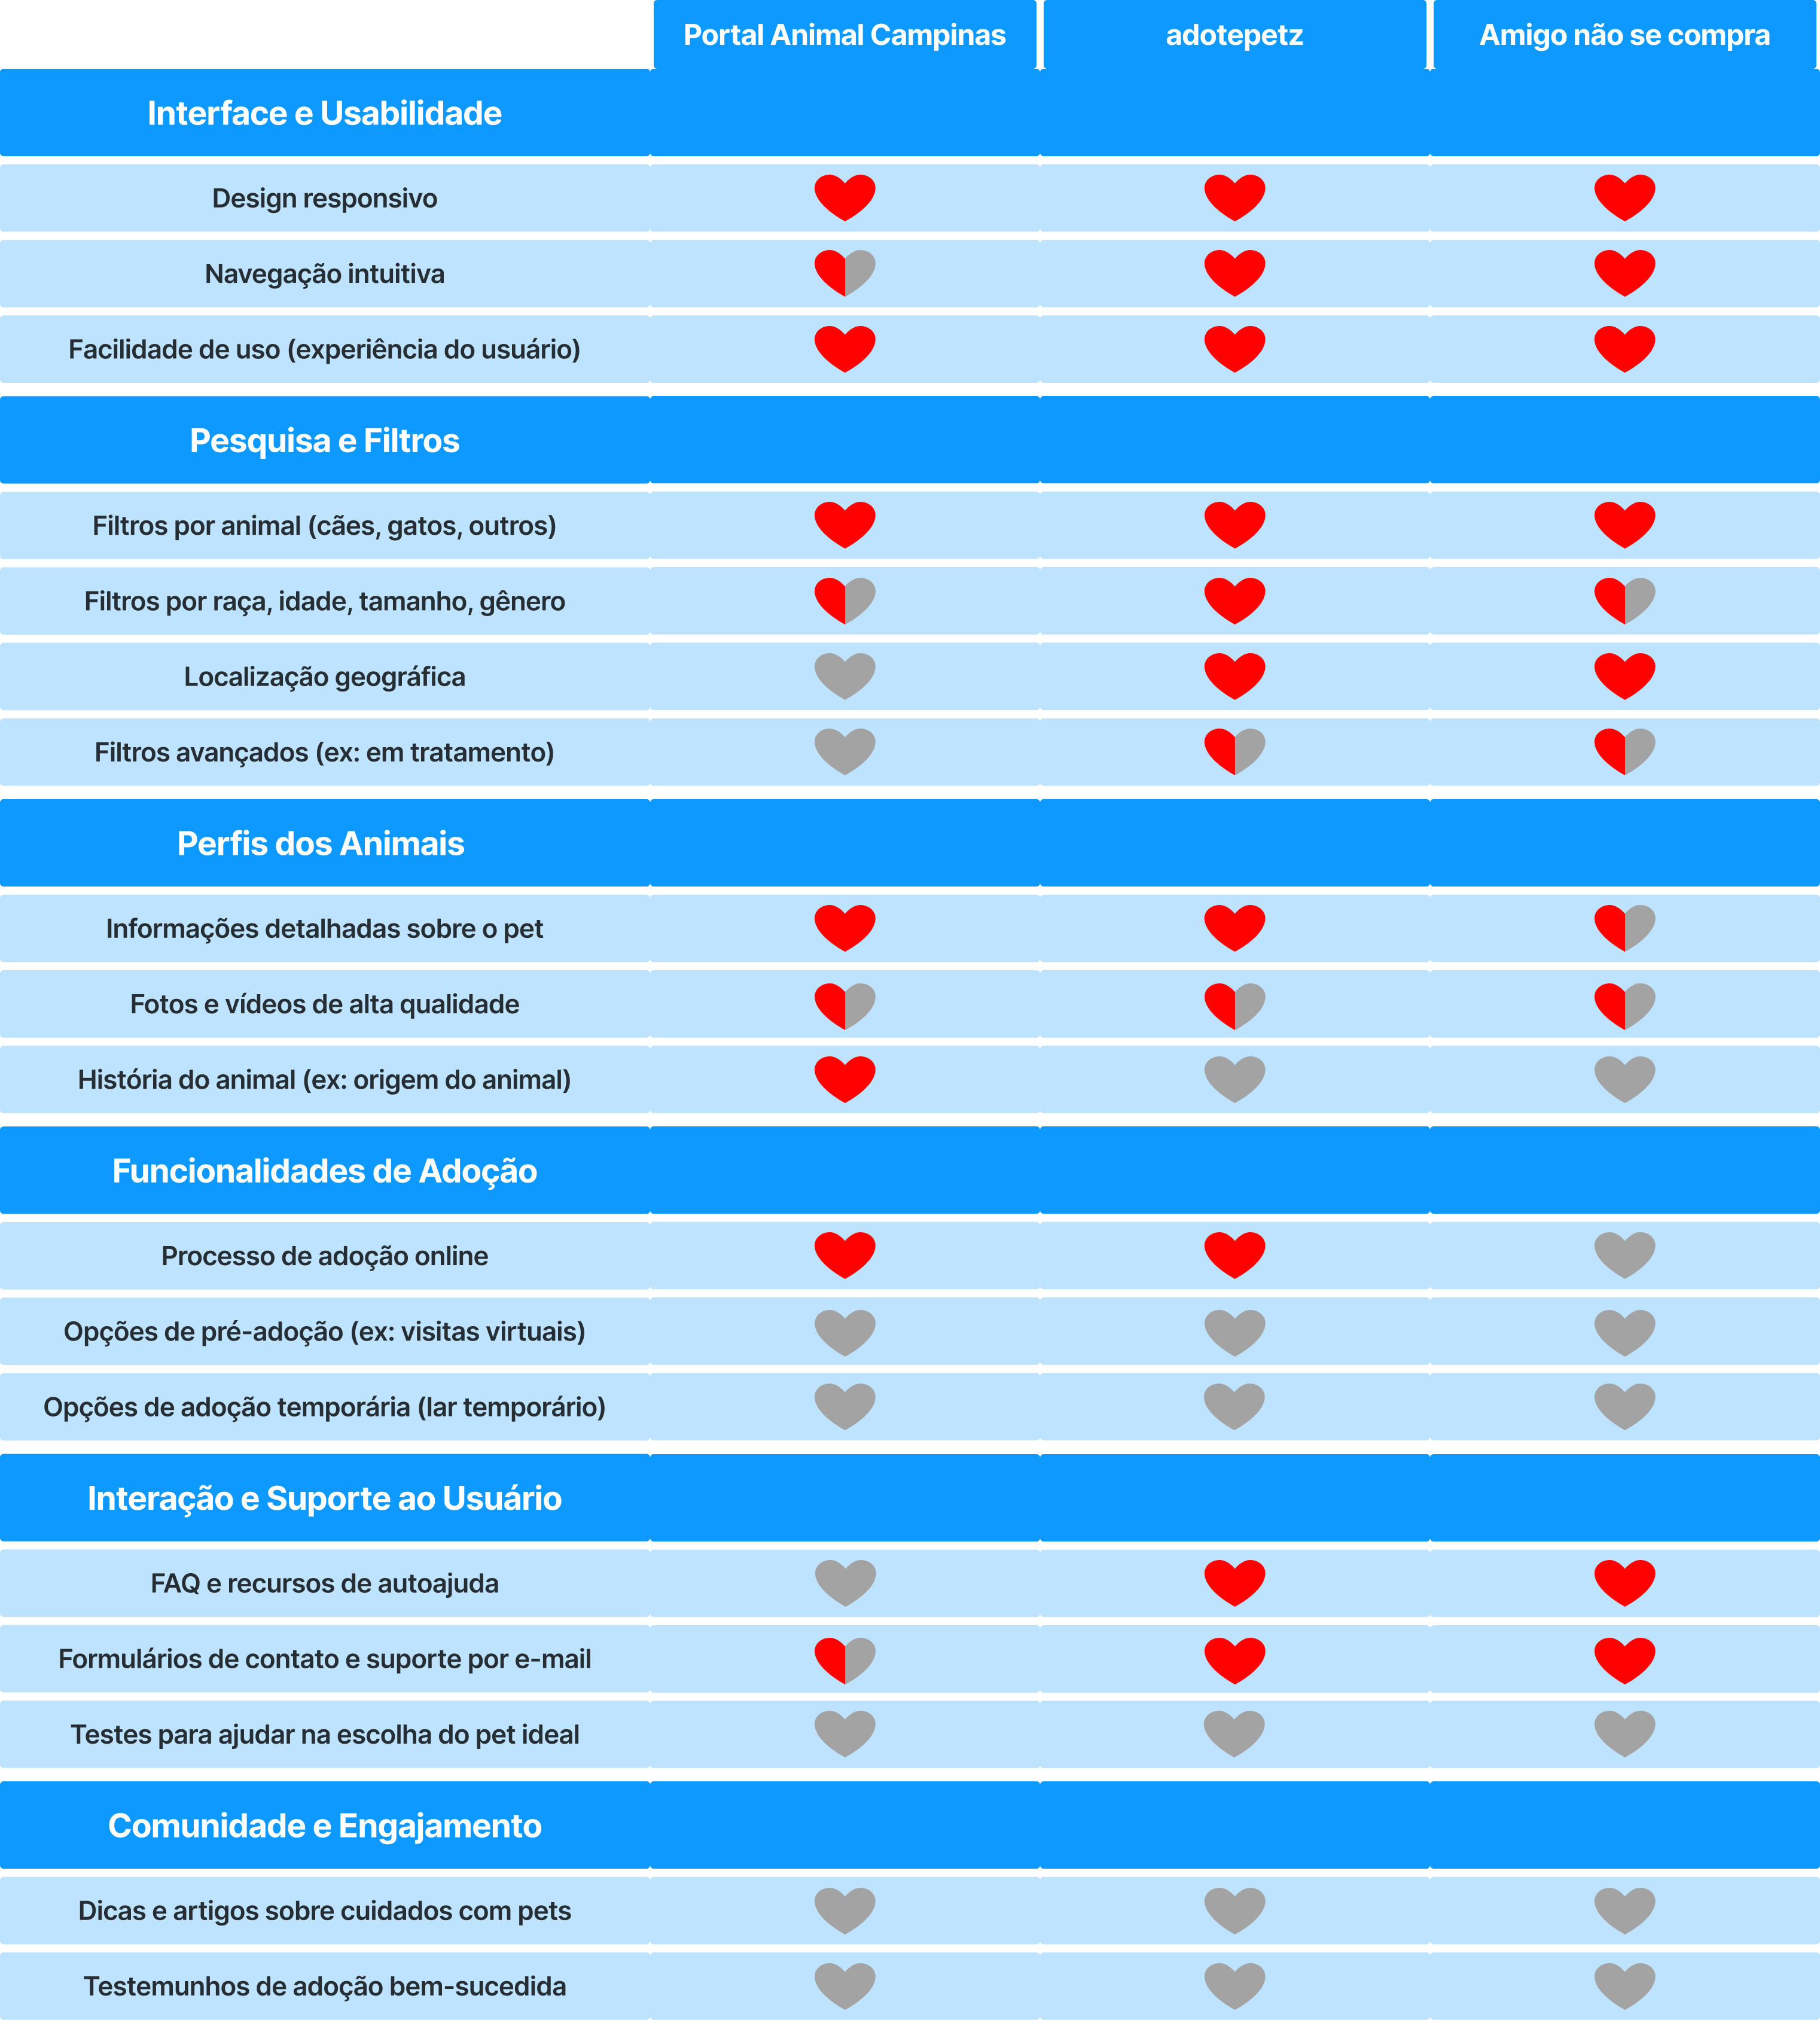 Portal Animal Campinas
adotepetz
Amigo não se compra
Interface e Usabilidade
Design responsivo
Navegação intuitiva
Facilidade de uso (experiência do usuário)
Pesquisa e Filtros
Filtros por animal (cães, gatos, outros)
Filtros por raça, idade, tamanho, gênero
Localização geográfica
Filtros avançados (ex: em tratamento)
Perfis dos Animais
Informações detalhadas sobre o pet
Fotos e vídeos de alta qualidade
História do animal (ex: origem do animal)
Funcionalidades de Adoção
Processo de adoção online
Opções de pré-adoção (ex: visitas virtuais)
Opções de adoção temporária (lar temporário)
Interação e Suporte ao Usuário
FAQ e recursos de autoajuda
Formulários de contato e suporte por e-mail
Testes para ajudar na escolha do pet ideal
Comunidade e Engajamento
Dicas e artigos sobre cuidados com pets
Testemunhos de adoção bem-sucedida